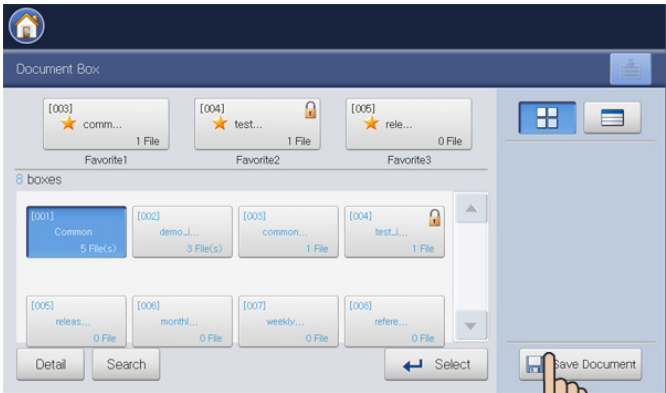 Document Box
[003]
comm...
1 File
Favorite1
[004]
test...
1 File
Favorite2
[005]
rele...
0 File
Favorite3
8 boxes
[001]
Common
5 File(s)
[002]
demo_i...
3 File(s)
[003]
common...
1 File
[004]
test_i...
1 File
[005]
releas...
0 File
[006]
monthl...
0 File
[007]
weekly...
0 File
[008]
refere...
0 File
Detail
Search
Select
Save Document